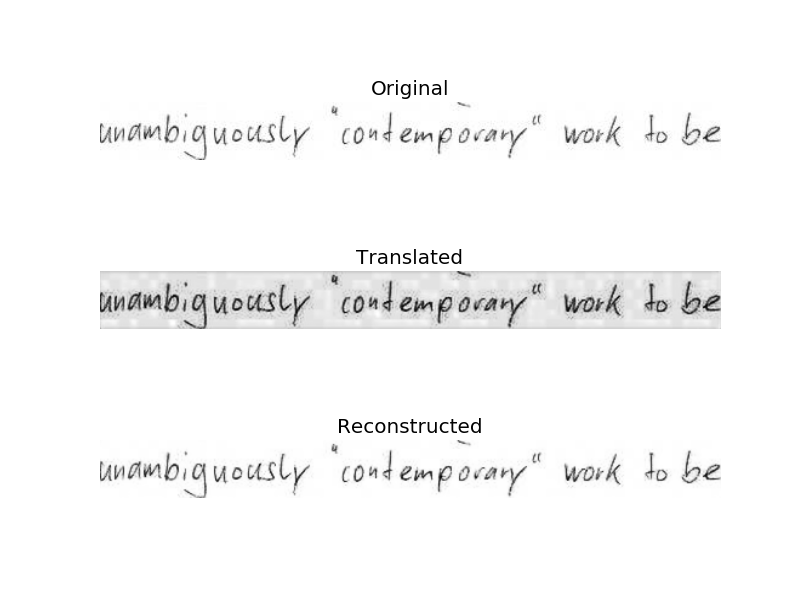 Original
unambiguously "contemporary" work to be
Translated
unambiguously "contemporary" work to be
Reconstructed
unambiguously "contemporary" work to be